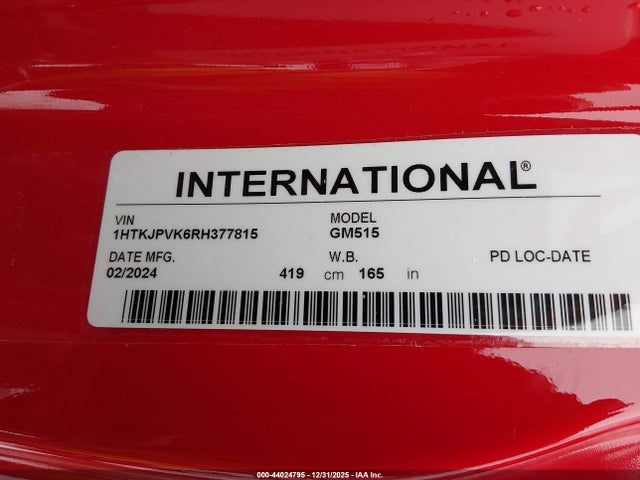 INTERNATIONAL®
VIN MODEL
1HTKJPVK6RH377815 GM515
DATE MFG. W.B. PD LOC-DATE
02/2024 419 cm 165 in
000-44024795 - 12/31/2025 - IAA Inc.